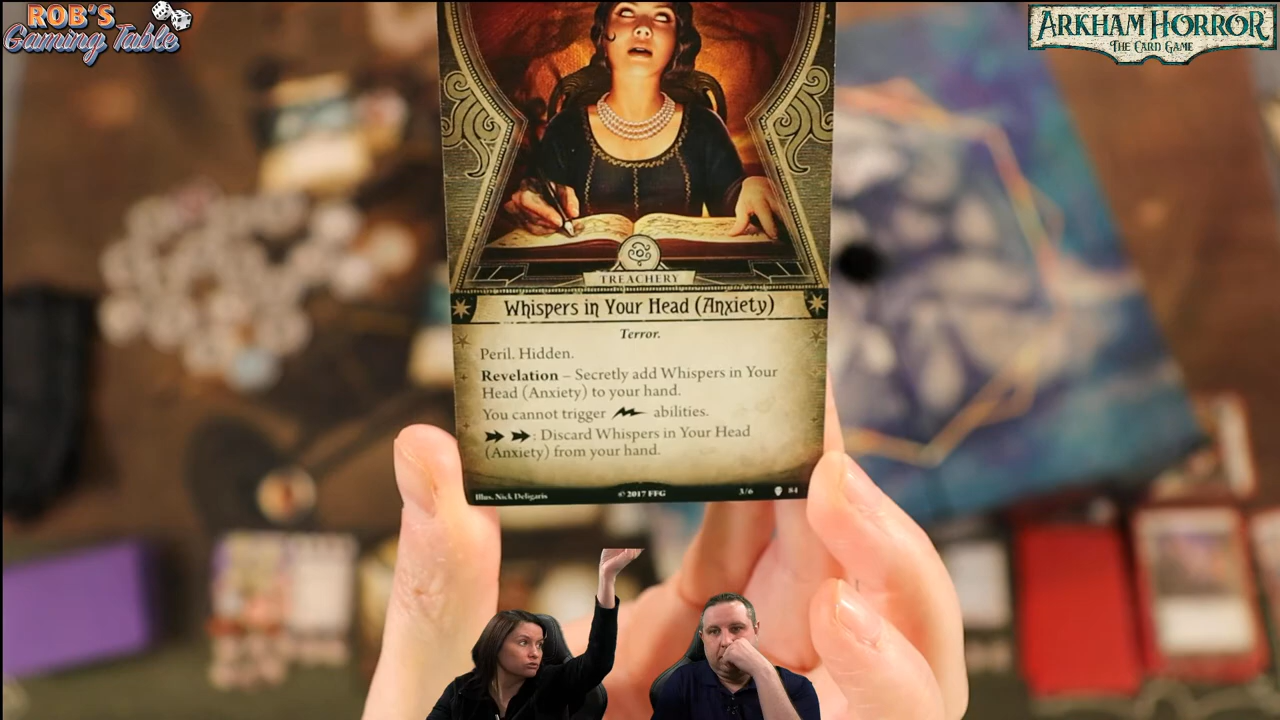 ROB'S
Gaming Table
ARKHAM HORROR
THE CARD GAME
TREACHERY
Whispers in Your Head (Anxiety)
Terror.
Peril. Hidden.
Revelation – Secretly add Whispers in Your
Head (Anxiety) to your hand.
You cannot trigger abilities.
: Discard Whispers in Your Head
(Anxiety) from your hand.
Illus. Nick Deligaris © 2017 FFG 3/6 84